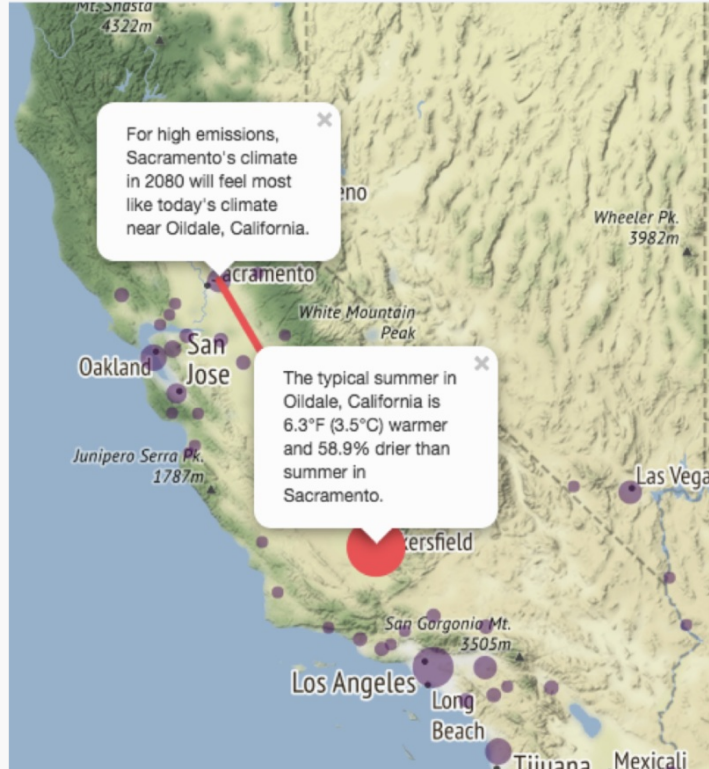 Mt. Shasta
4322m
For high emissions,
Sacramento's climate
in 2080 will feel most
like today's climate
near Oildale, California.
eno
Wheeler Pk.
3982m
acramento
White Mountain
Peak
San
Jose
Oakland
The typical summer in
Oildale, California is
6.3°F (3.5°C) warmer
and 58.9% drier than
summer in
Sacramento.
Junipero Serra Pk.
1787m
Las Vega
kersfield
San Gorgonio Mt.
3505m
Los Angeles
Long
Beach
Tijuana
Mexicali